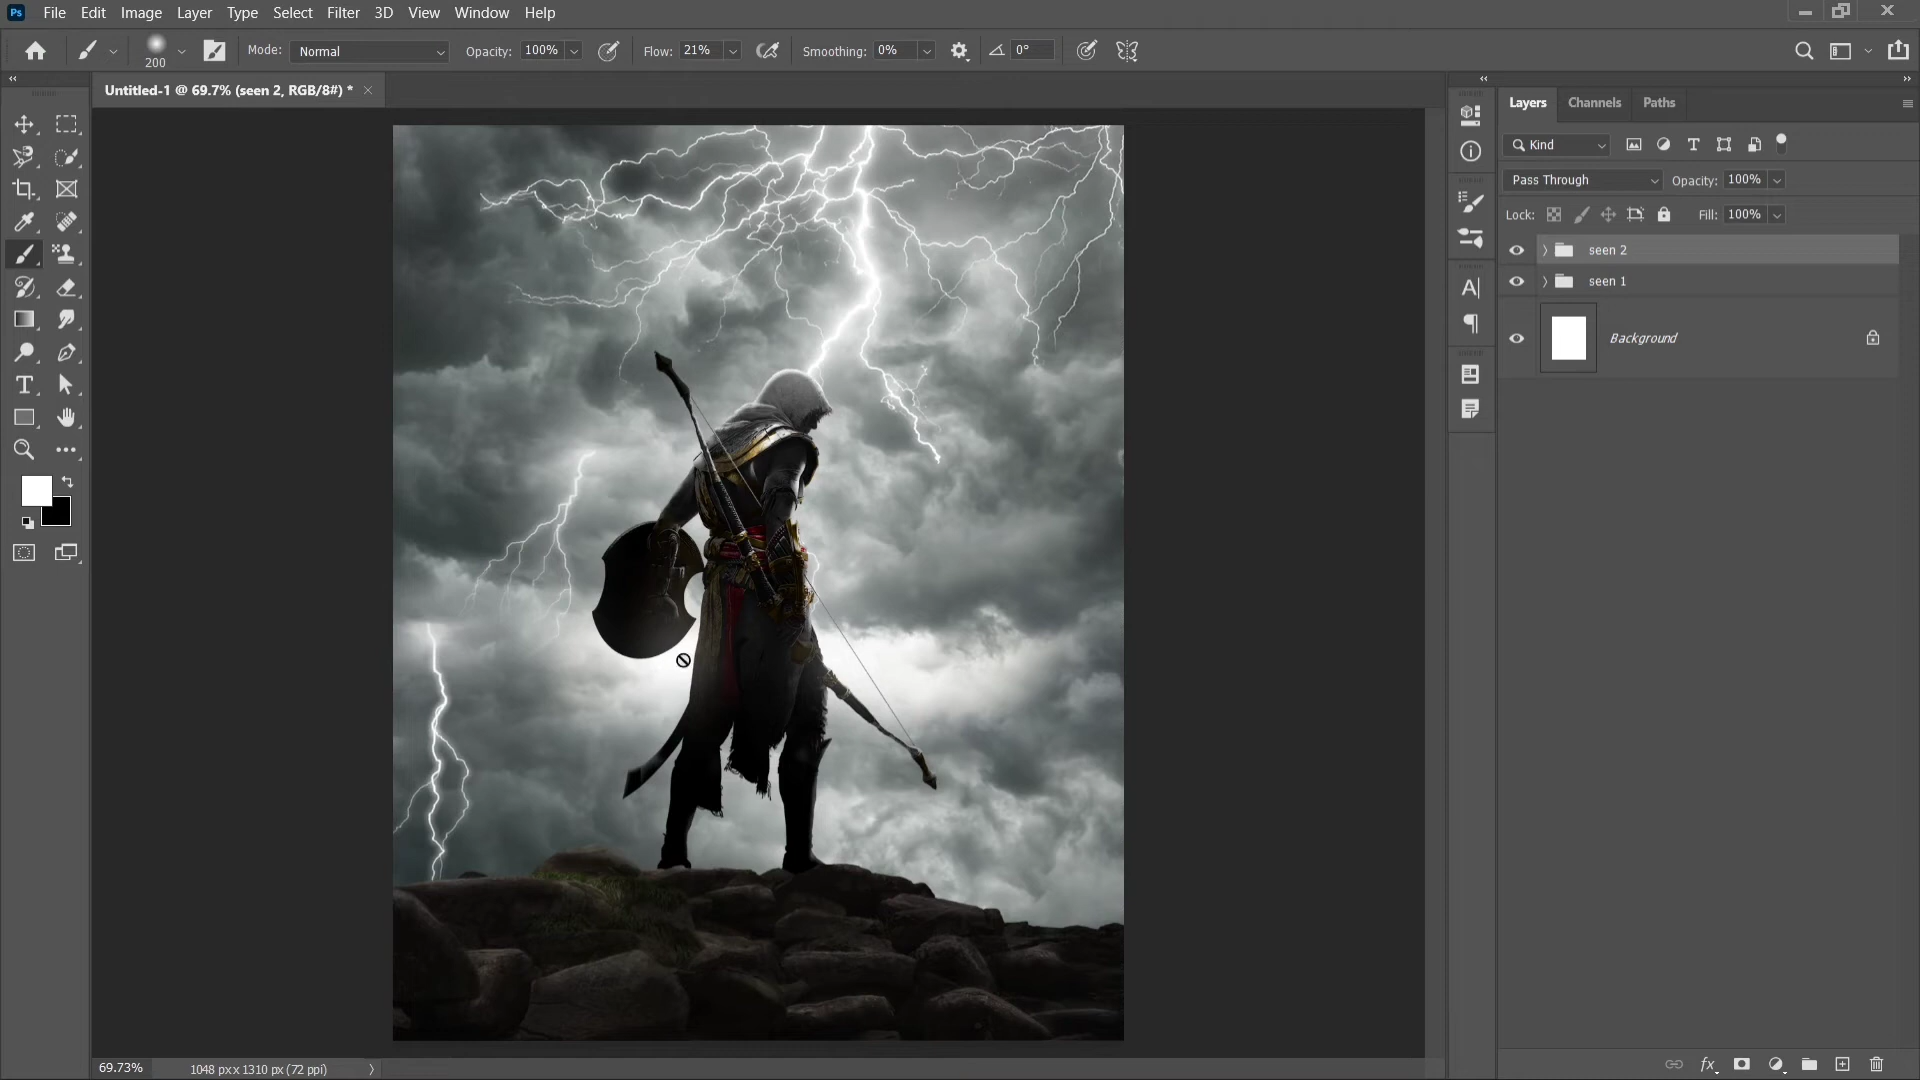 Ps File Edit Image Layer Type Select Filter 3D View Window Help
200 Mode: Normal Opacity: 100% Flow: 21% Smoothing: 0% 0°
Untitled-1 @ 69.7% (seen 2, RGB/8#) *
Layers Channels Paths
Kind
Pass Through Opacity: 100%
Lock: Fill: 100%
seen 2
seen 1
Background
69.73% 1048 px x 1310 px (72 ppi)
fx